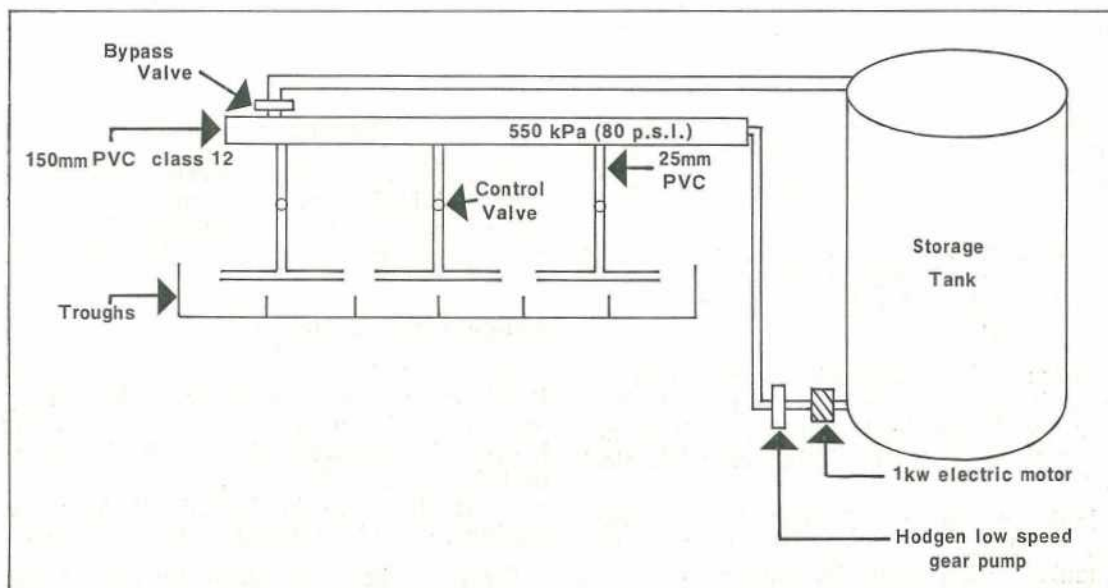 Bypass
Valve
550 kPa (80 p.s.l.)
150mm PVC class 12
25mm
PVC
Control
Valve
Storage
Tank
Troughs
1kw electric motor
Hodgen low speed
gear pump